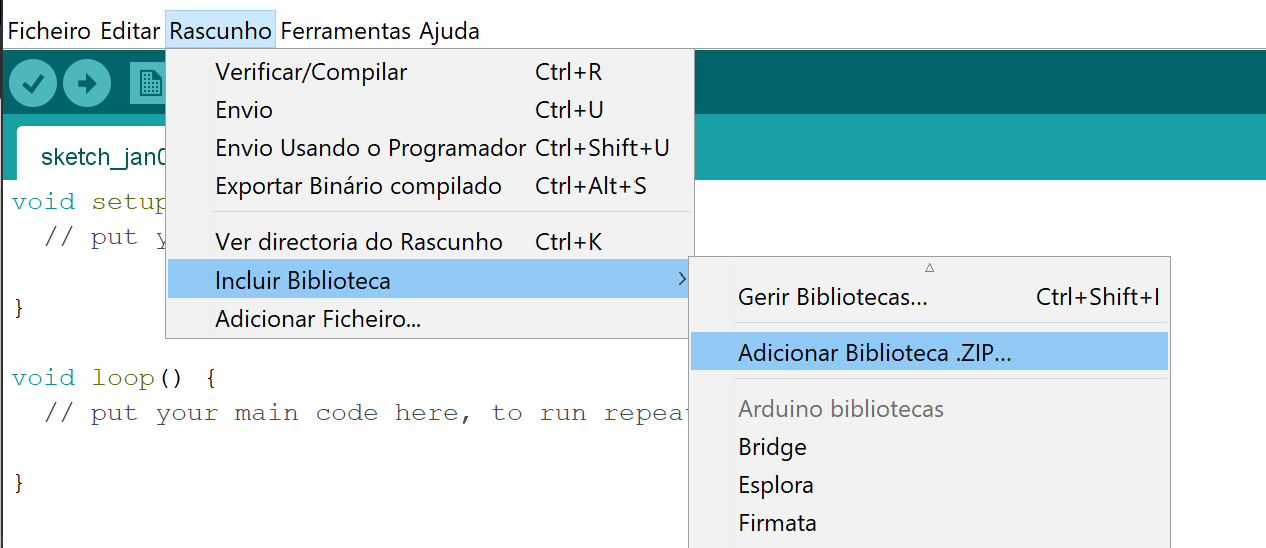 Ficheiro Editar Rascunho Ferramentas Ajuda
Verificar/Compilar Ctrl+R
Envio Ctrl+U
Envio Usando o Programador Ctrl+Shift+U
Exportar Binário compilado Ctrl+Alt+S
Ver directoria do Rascunho Ctrl+K
Incluir Biblioteca
Adicionar Ficheiro...
Gerir Bibliotecas... Ctrl+Shift+I
Adicionar Biblioteca .ZIP...
Arduino bibliotecas
Bridge
Esplora
Firmata
sketch_jan0
void setup
// put y
}
void loop() {
// put your main code here, to run repea
}